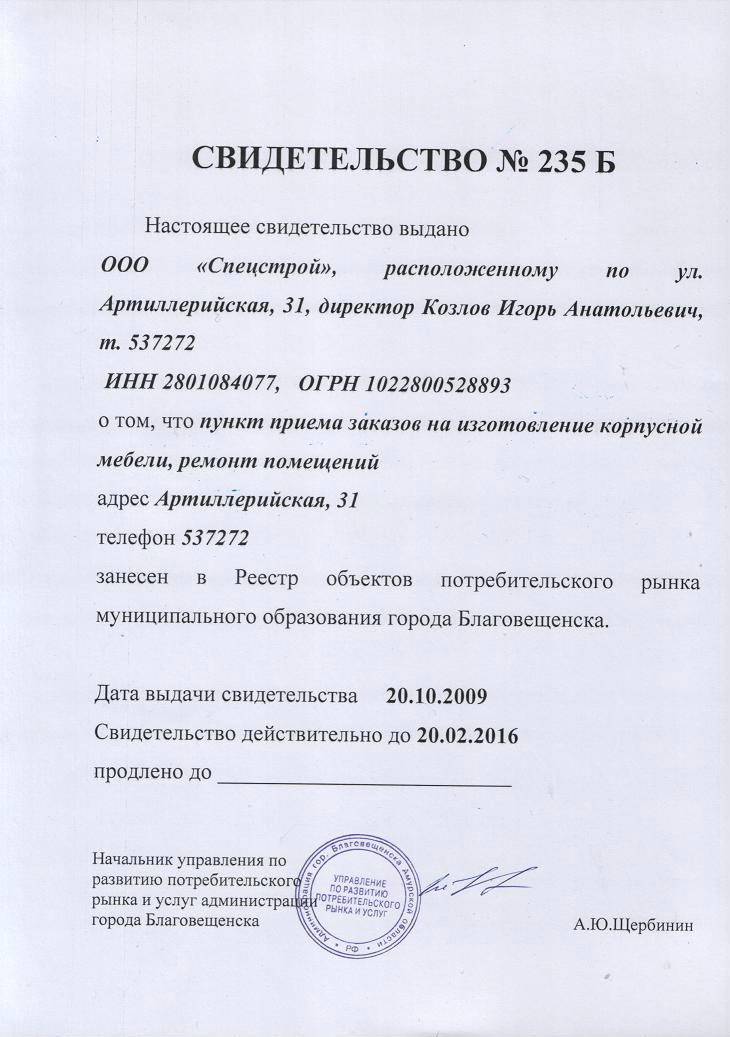 СВИДЕТЕЛЬСТВО № 235 Б
Настоящее свидетельство выдано
ООО «Спецстрой», расположенному по ул.
Артиллерийская, 31, директор Козлов Игорь Анатольевич,
т. 537272
ИНН 2801084077, ОГРН 1022800528893
о том, что пункт приема заказов на изготовление корпусной
мебели, ремонт помещений
адрес Артиллерийская, 31
телефон 537272
занесен в Реестр объектов потребительского рынка
муниципального образования города Благовещенска.
Дата выдачи свидетельства 20.10.2009
Свидетельство действительно до 20.02.2016
продлено до ____________________________
Начальник управления по
развитию потребительского
рынка и услуг администрации
города Благовещенска
А.Ю.Щербинин
Администрация гор. Благовещенска Амурской области
* РФ *
УПРАВЛЕНИЕ
ПО РАЗВИТИЮ
ПОТРЕБИТЕЛЬСКОГО
РЫНКА И УСЛУГ